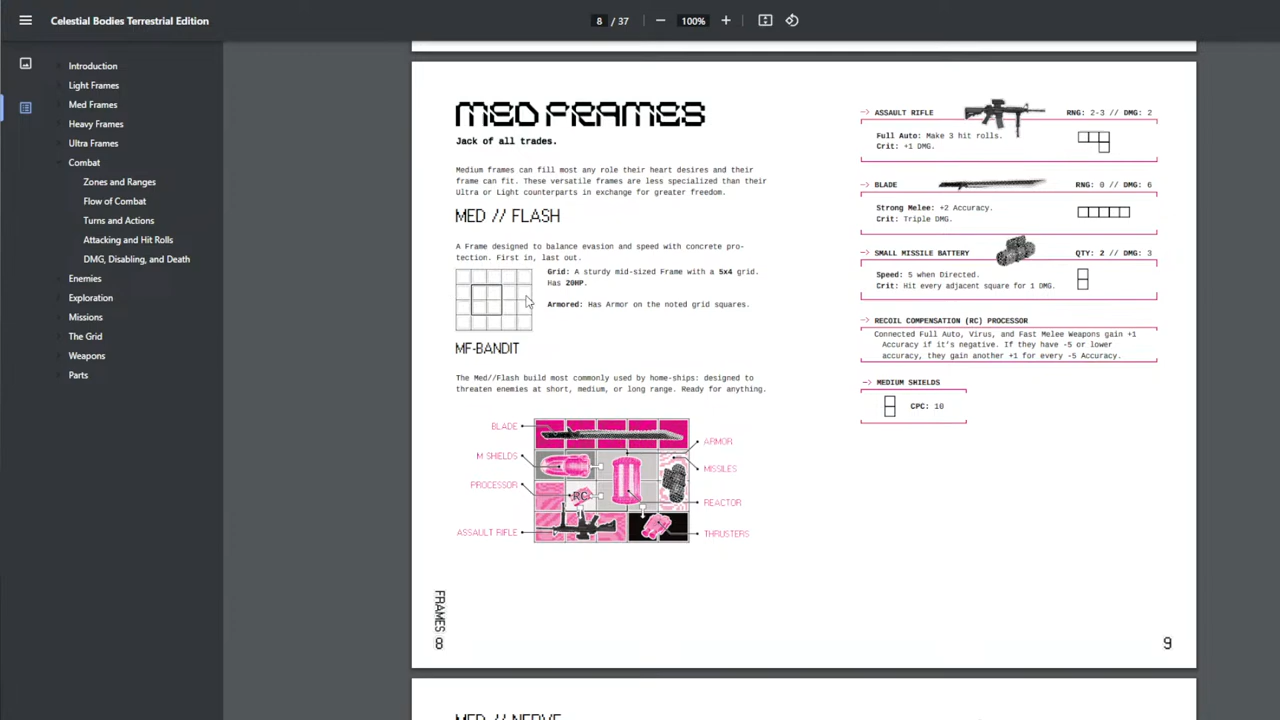 Celestial Bodies Terrestrial Edition
8 / 37
100%
Introduction
Light Frames
Med Frames
Heavy Frames
Ultra Frames
Combat
Zones and Ranges
Flow of Combat
Turns and Actions
Attacking and Hit Rolls
DMG, Disabling, and Death
Enemies
Exploration
Missions
The Grid
Weapons
Parts
MED FRAMES
Jack of all trades.
Medium frames can fill most any role their heart desires and their
frame can fit. These versatile frames are less specialized than their
Ultra or Light counterparts in exchange for greater freedom.
MED // FLASH
A Frame designed to balance evasion and speed with concrete pro-
tection. First in, last out.
Grid: A sturdy mid-sized Frame with a 5x4 grid.
Has 20HP.
Armored: Has Armor on the noted grid squares.
MF-BANDIT
The Med//Flash build most commonly used by home-ships: designed to
threaten enemies at short, medium, or long range. Ready for anything.
BLADE
M SHIELDS
PROCESSOR
ASSAULT RIFLE
RC
ARMOR
MISSILES
REACTOR
THRUSTERS
FRAMES
8
ASSAULT RIFLE RNG: 2-3 // DMG: 2
Full Auto: Make 3 hit rolls.
Crit: +1 DMG.
BLADE RNG: 0 // DMG: 6
Strong Melee: +2 Accuracy.
Crit: Triple DMG.
SMALL MISSILE BATTERY QTY: 2 // DMG: 3
Speed: 5 when Directed.
Crit: Hit every adjacent square for 1 DMG.
RECOIL COMPENSATION (RC) PROCESSOR
Connected Full Auto, Virus, and Fast Melee Weapons gain +1
Accuracy if it's negative. If they have -5 or lower
accuracy, they gain another +1 for every -5 Accuracy.
MEDIUM SHIELDS
CPC: 10
9
MED // NERVE